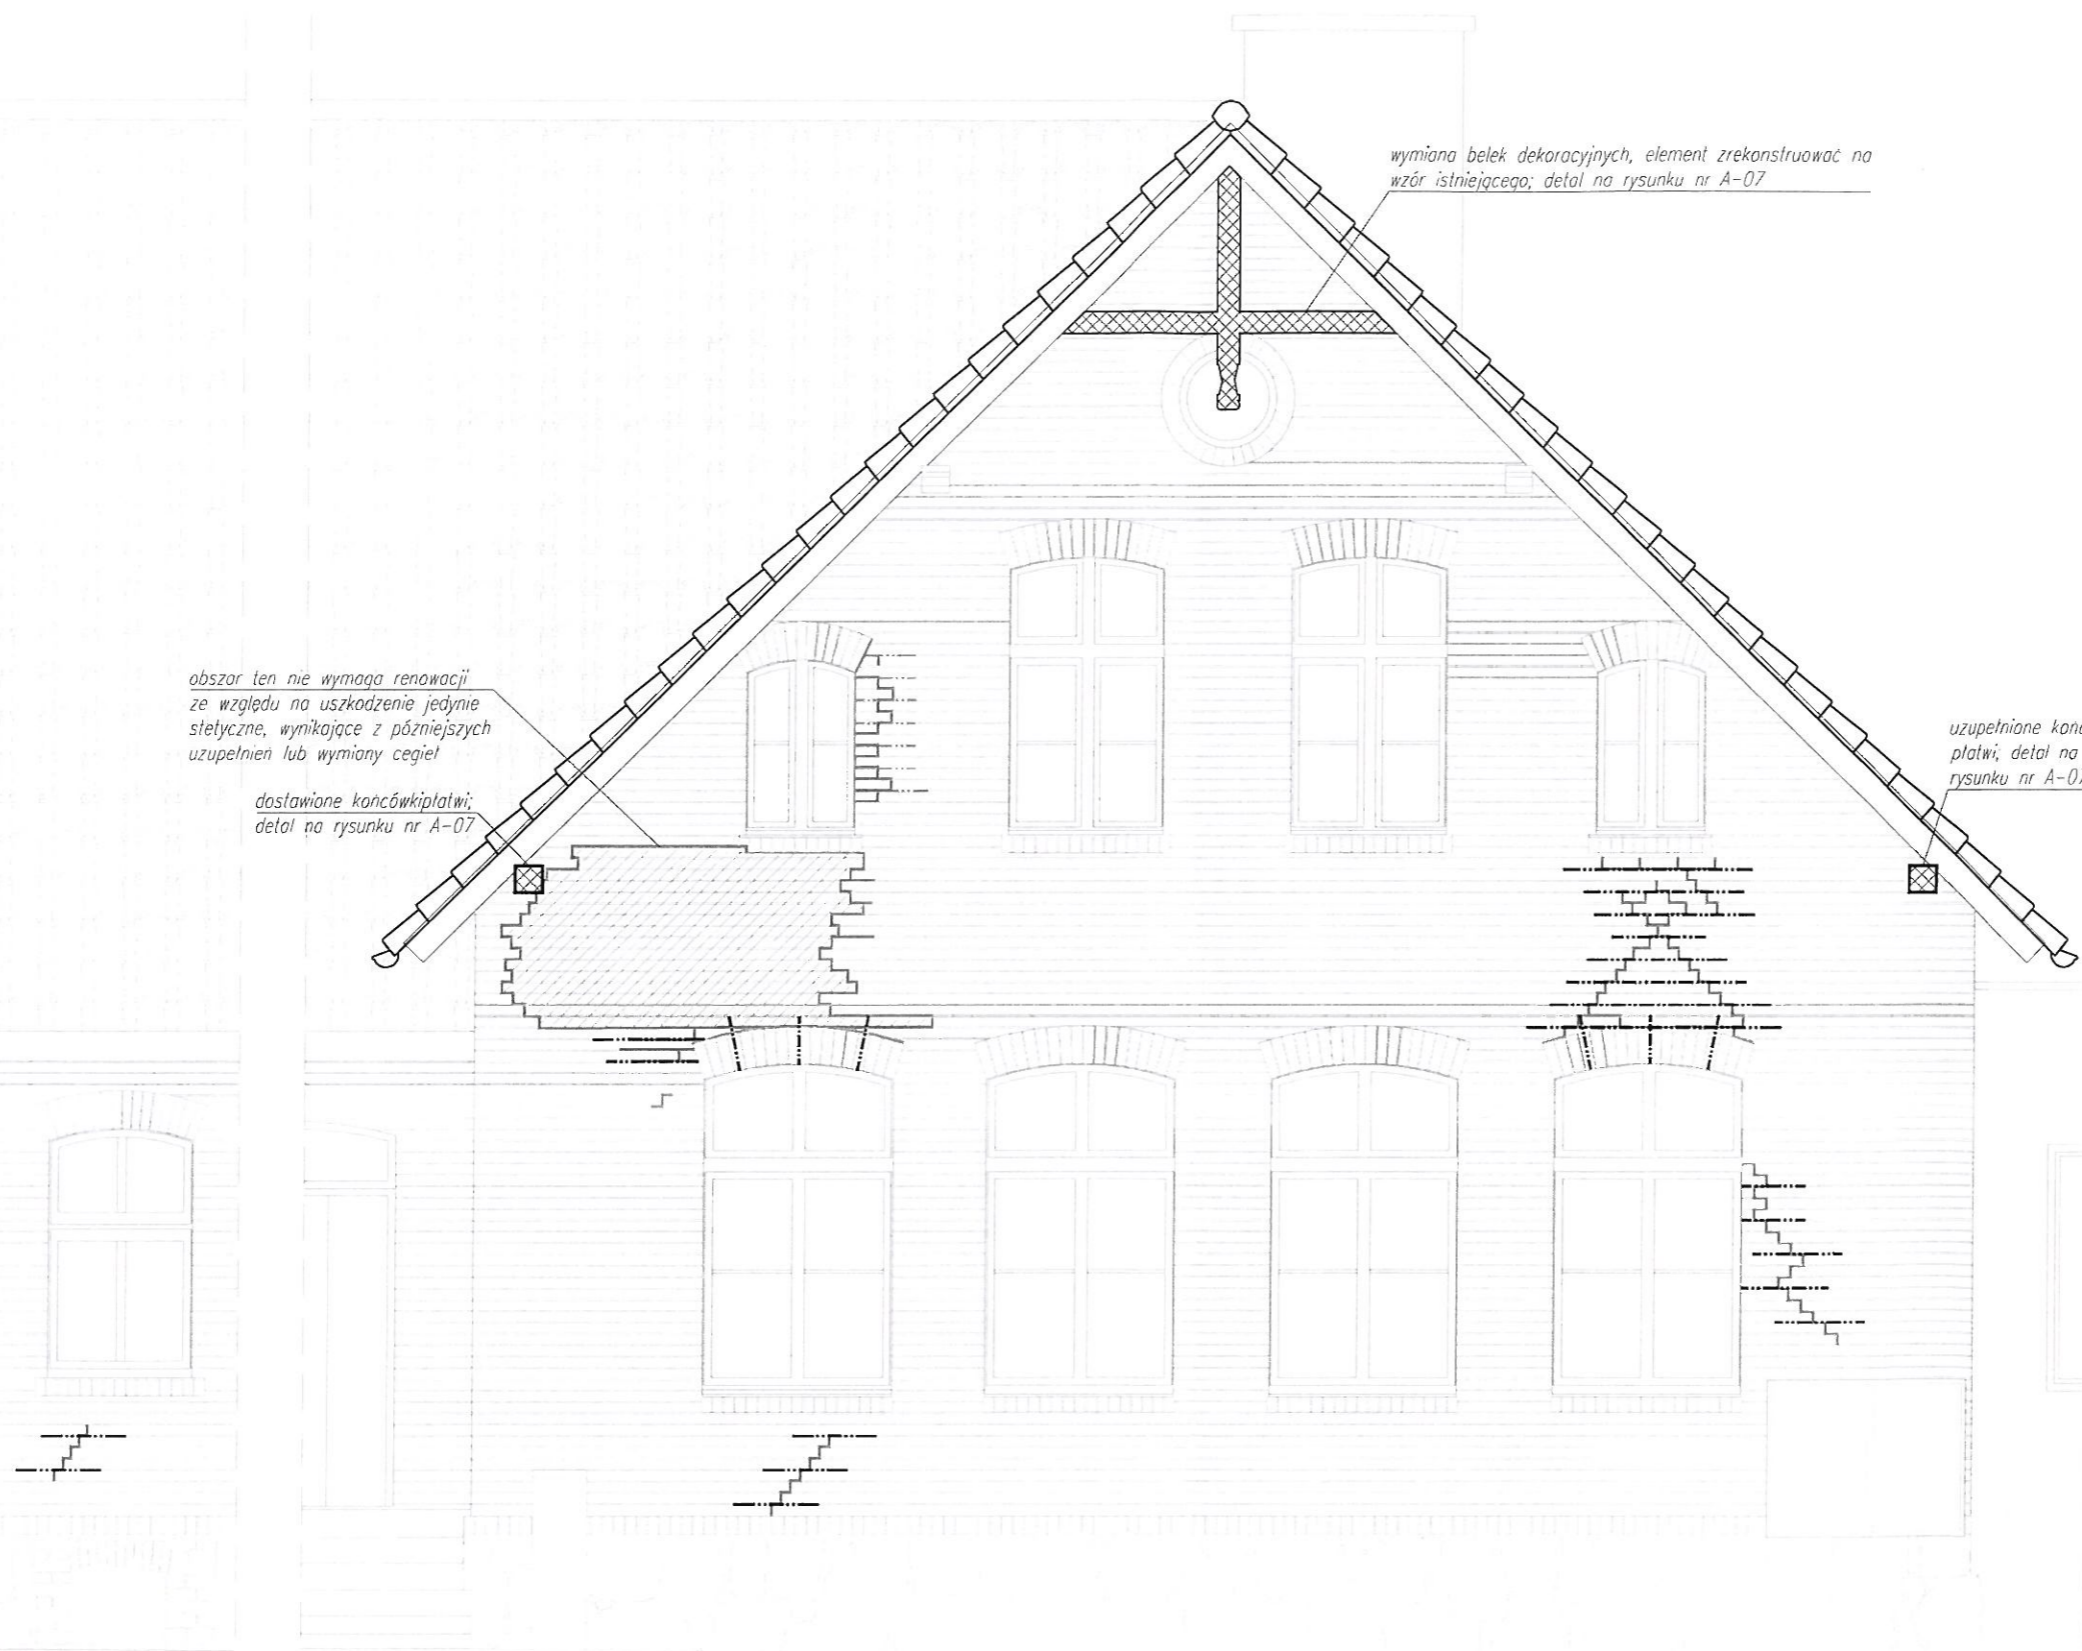 wymiana belek dekoracyjnych, element zrekonstruować na
wzór istniejącego; detal na rysunku nr A-07
obszar ten nie wymaga renowacji
ze względu na uszkodzenie jedynie
stetyczne, wynikające z późniejszych
uzupełnień lub wymiany cegieł
dostawione końcówkipłatwi;
detal na rysunku nr A-07
uzupełnione końc
płatwi; detal na
rysunku nr A-07